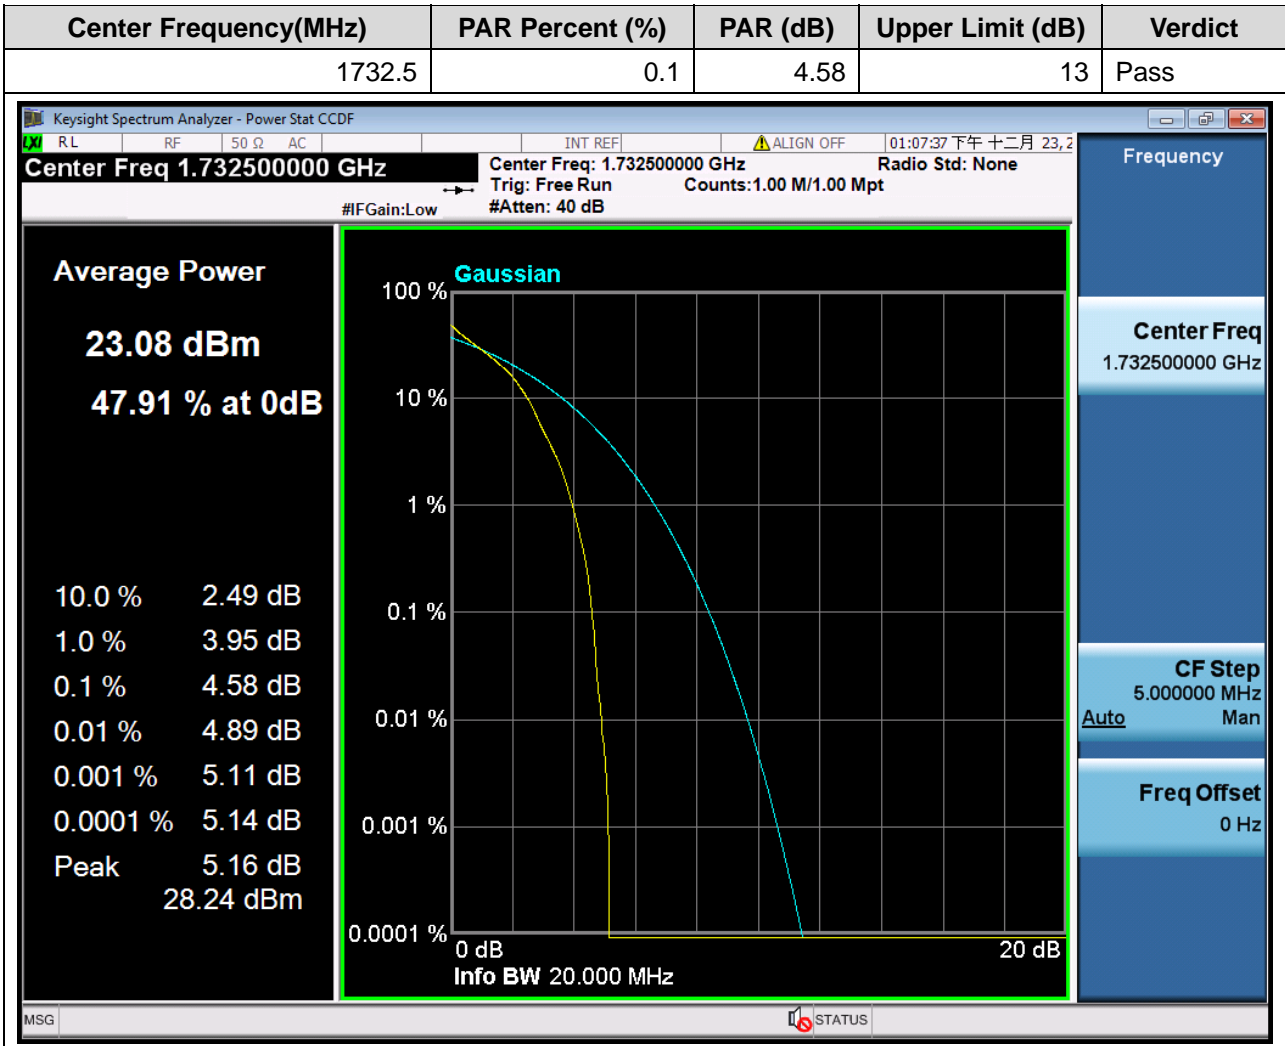 Center Frequency(MHz) PAR Percent (%) PAR (dB) Upper Limit (dB) Verdict
1732.5 0.1 4.58 13 Pass
Keysight Spectrum Analyzer - Power Stat CCDF
LXI RL RF 50 Ω AC INT REF ALIGN OFF 01:07:37 下午 十二月 23, 2
Center Freq 1.732500000 GHz
Center Freq: 1.732500000 GHz Radio Std: None
Trig: Free Run Counts:1.00 M/1.00 Mpt
#IFGain:Low #Atten: 40 dB
Frequency
Average Power
23.08 dBm
47.91 % at 0dB
10.0 % 2.49 dB
1.0 % 3.95 dB
0.1 % 4.58 dB
0.01 % 4.89 dB
0.001 % 5.11 dB
0.0001 % 5.14 dB
Peak 5.16 dB
28.24 dBm
Gaussian
100 %
10 %
1 %
0.1 %
0.01 %
0.001 %
0.0001 %
0 dB 20 dB
Info BW 20.000 MHz
Center Freq
1.732500000 GHz
CF Step
5.000000 MHz
Auto Man
Freq Offset
0 Hz
MSG STATUS